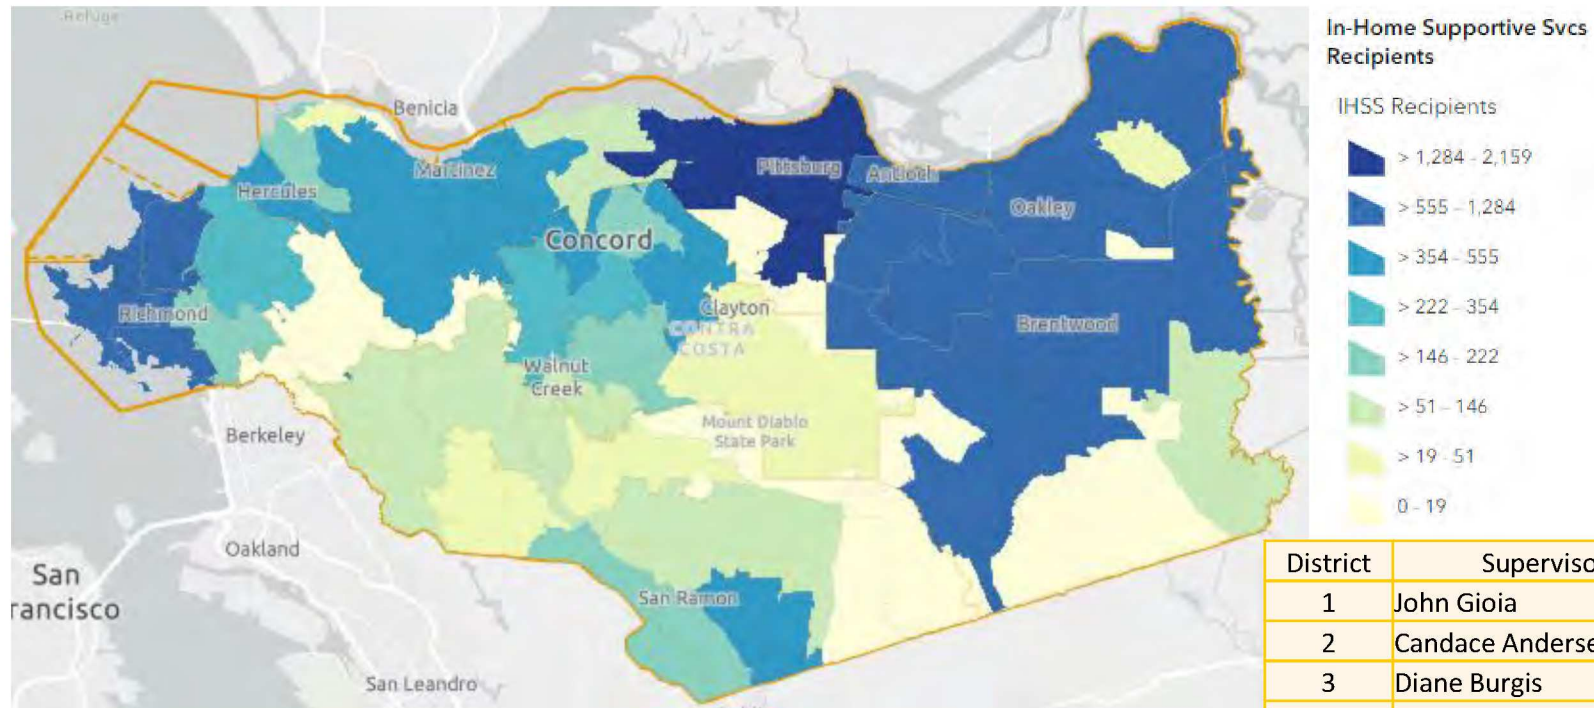 Refuge
Benicia
Martinez
Hercules
Pittsburg
Antioch
Oakley
Concord
Richmond
Clayton
CONTRA
COSTA
Brentwood
Walnut
Creek
Mount Diablo
State Park
Berkeley
Oakland
San
rancisco
San Ramon
San Leandro
In-Home Supportive Svcs
Recipients
IHSS Recipients
> 1,284 - 2,159
> 555 - 1,284
> 354 - 555
> 222 - 354
> 146 - 222
> 51 - 146
> 19 - 51
0 - 19
District Superviso
1 John Gioia
2 Candace Anderse
3 Diane Burgis